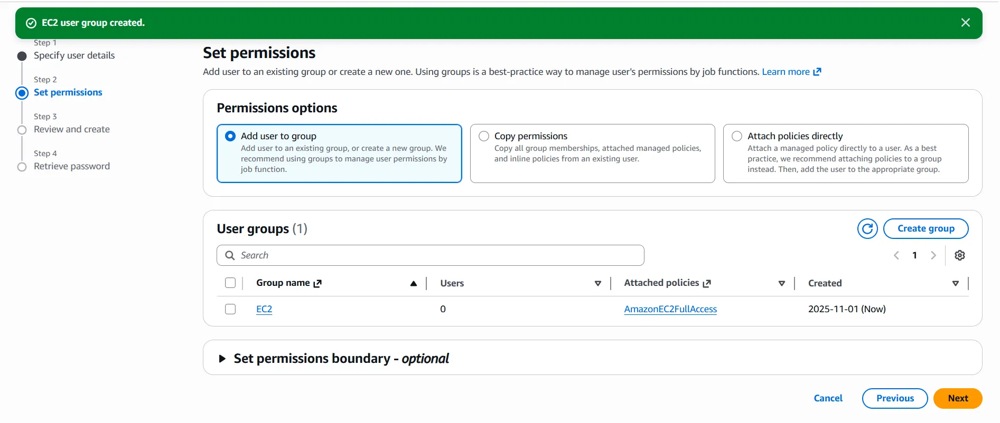 EC2 user group created.
Step 1
Specify user details
Step 2
Set permissions
Step 3
Review and create
Step 4
Retrieve password
Set permissions
Add user to an existing group or create a new one. Using groups is a best-practice way to manage user's permissions by job functions. Learn more
Permissions options
Add user to group
Add user to an existing group, or create a new group. We
recommend using groups to manage user permissions by
job function.
Copy permissions
Copy all group memberships, attached managed policies,
and inline policies from an existing user.
Attach policies directly
Attach a managed policy directly to a user. As a best
practice, we recommend attaching policies to a group
instead. Then, add the user to the appropriate group.
User groups (1)
Create group
Search
1
Group name Users Attached policies Created
EC2 0 AmazonEC2FullAccess 2025-11-01 (Now)
Set permissions boundary - optional
Cancel Previous Next